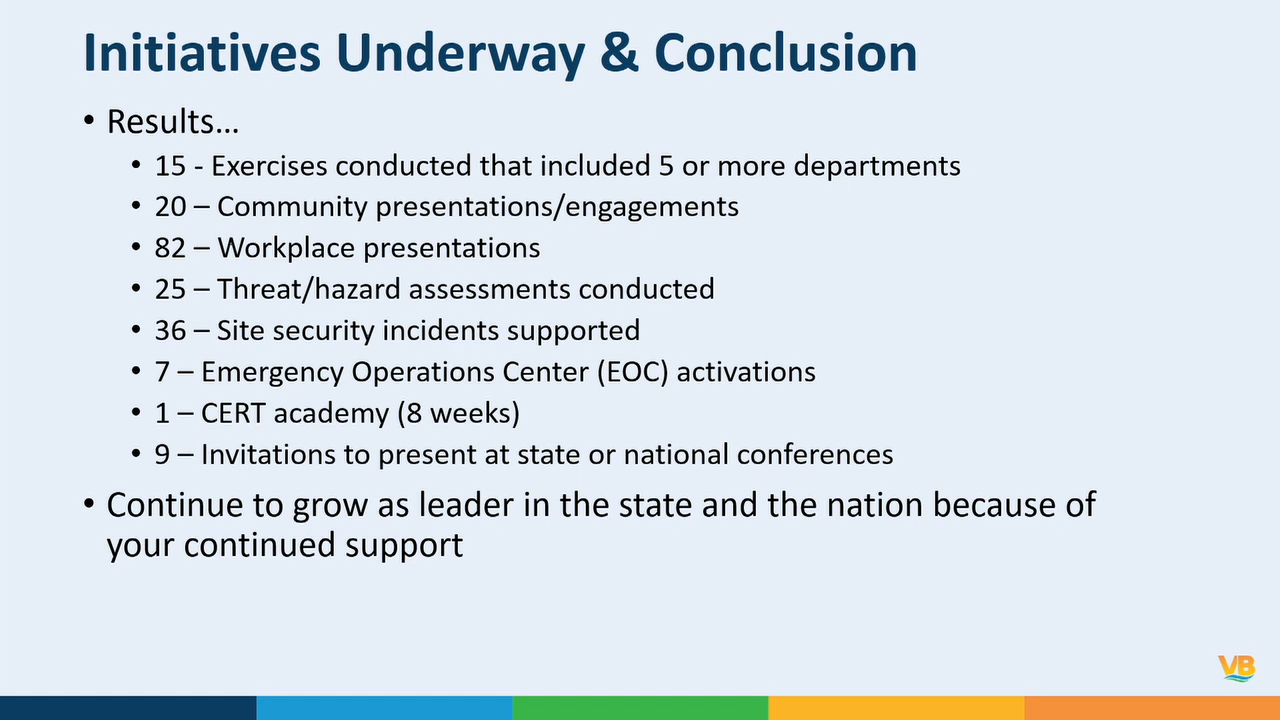 Initiatives Underway & Conclusion
• Results…
• 15 - Exercises conducted that included 5 or more departments
• 20 – Community presentations/engagements
• 82 – Workplace presentations
• 25 – Threat/hazard assessments conducted
• 36 – Site security incidents supported
• 7 – Emergency Operations Center (EOC) activations
• 1 – CERT academy (8 weeks)
• 9 – Invitations to present at state or national conferences
• Continue to grow as leader in the state and the nation because of
your continued support
VB